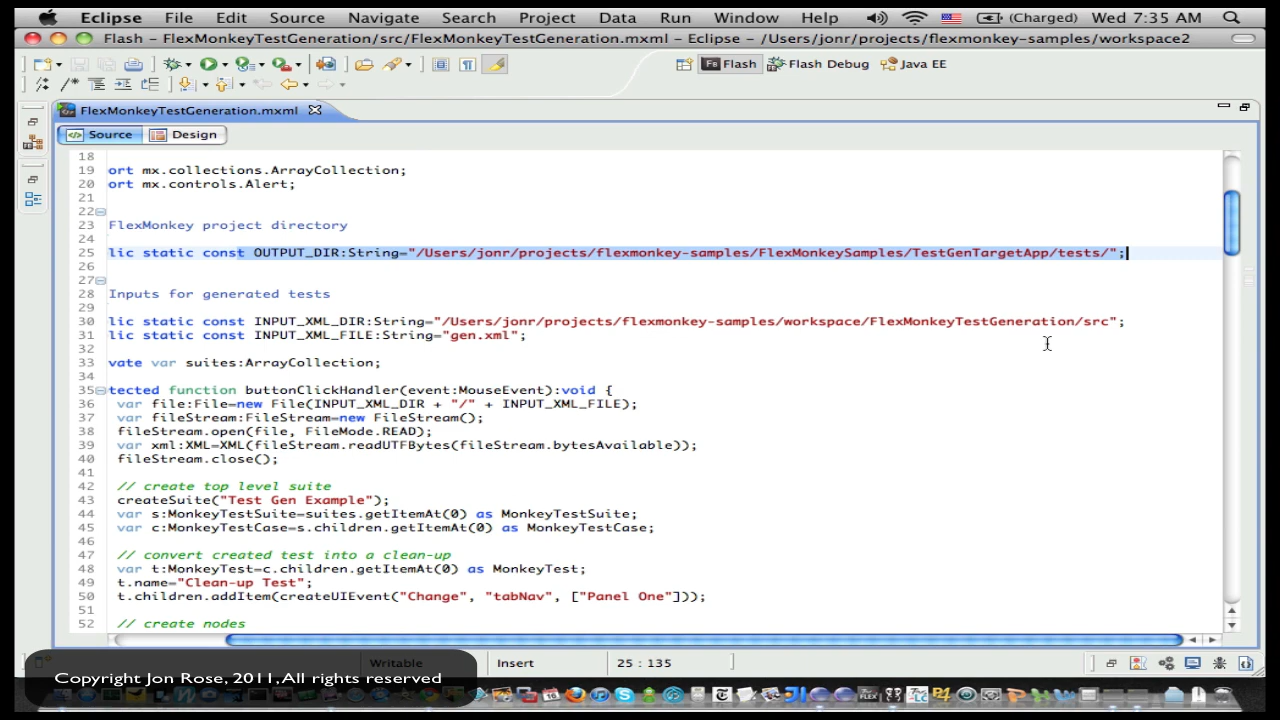 Eclipse File Edit Source Navigate Search Project Data Run Window Help (Charged) Wed 7:35 AM
Flash – FlexMonkeyTestGeneration/src/FlexMonkeyTestGeneration.mxml – Eclipse – /Users/jonr/projects/flexmonkey-samples/workspace2
Flash Flash Debug Java EE
FlexMonkeyTestGeneration.mxml
Source Design
18
19 ort mx.collections.ArrayCollection;
20 ort mx.controls.Alert;
21
22
23 FlexMonkey project directory
24
25 lic static const OUTPUT_DIR:String="/Users/jonr/projects/flexmonkey-samples/FlexMonkeySamples/TestGenTargetApp/tests/";
26
27
28 Inputs for generated tests
29
30 lic static const INPUT_XML_DIR:String="/Users/jonr/projects/flexmonkey-samples/workspace/FlexMonkeyTestGeneration/src";
31 lic static const INPUT_XML_FILE:String="gen.xml";
32
33 vate var suites:ArrayCollection;
34
35 tected function buttonClickHandler(event:MouseEvent):void {
36 var file:File=new File(INPUT_XML_DIR + "/" + INPUT_XML_FILE);
37 var fileStream:FileStream=new FileStream();
38 fileStream.open(file, FileMode.READ);
39 var xml:XML=XML(fileStream.readUTFBytes(fileStream.bytesAvailable));
40 fileStream.close();
41
42 // create top level suite
43 createSuite("Test Gen Example");
44 var s:MonkeyTestSuite=suites.getItemAt(0) as MonkeyTestSuite;
45 var c:MonkeyTestCase=s.children.getItemAt(0) as MonkeyTestCase;
46
47 // convert created test into a clean-up
48 var t:MonkeyTest=c.children.getItemAt(0) as MonkeyTest;
49 t.name="Clean-up Test";
50 t.children.addItem(createUIEvent("Change", "tabNav", ["Panel One"]));
51
52 // create nodes
Writable Insert 25 : 135
Copyright Jon Rose, 2011, All rights reserved